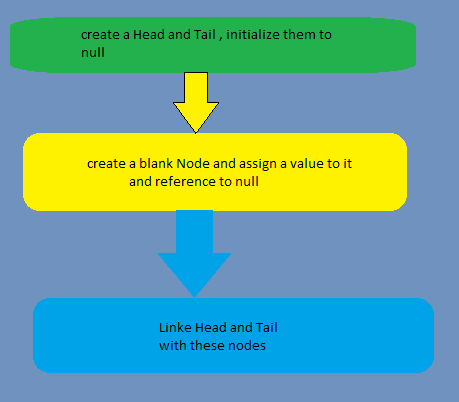 create a Head and Tail , initialize them to
null
create a blank Node and assign a value to it
and reference to null
Linke Head and Tail
with these nodes